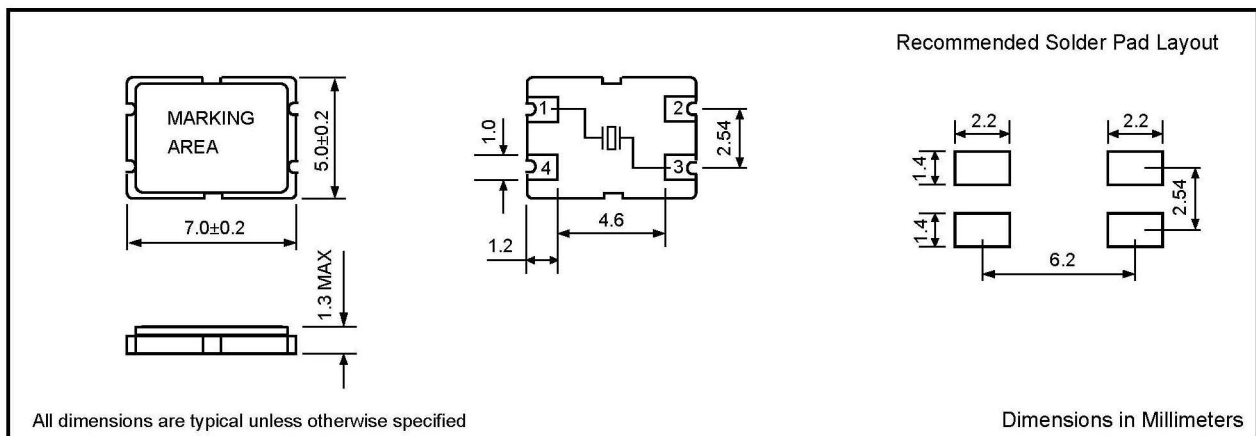 Recommended Solder Pad Layout
MARKING
AREA
5.0±0.2
7.0±0.2
1.3 MAX
1
2
3
4
1.0
2.54
4.6
1.2
2.2
2.2
1.4
1.4
2.54
6.2
All dimensions are typical unless otherwise specified
Dimensions in Millimeters